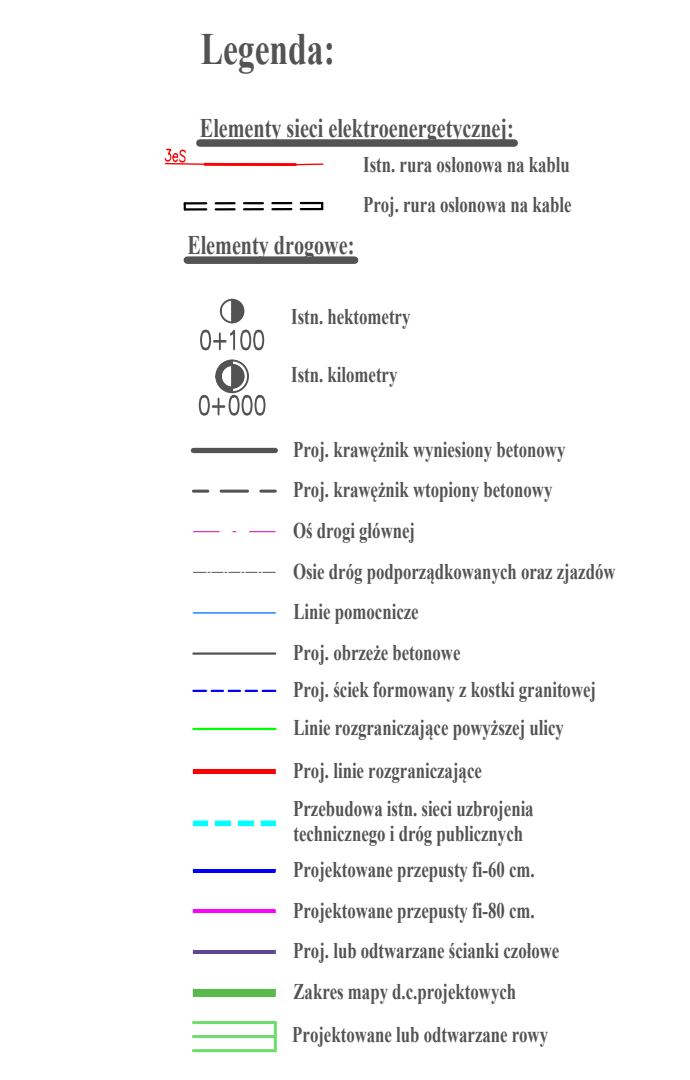 Legenda:
Elementy sieci elektroenergetycznej:
3eS
Istn. rura osłonowa na kablu
Proj. rura osłonowa na kable
Elementy drogowe:
Istn. hektometry
0+100
Istn. kilometry
0+000
Proj. krawężnik wyniesiony betonowy
Proj. krawężnik wtopiony betonowy
Oś drogi głównej
Osie dróg podporządkowanych oraz zjazdów
Linie pomocnicze
Proj. obrzeże betonowe
Proj. ściek formowany z kostki granitowej
Linie rozgraniczające powyższej ulicy
Proj. linie rozgraniczające
Przebudowa istn. sieci uzbrojenia
technicznego i dróg publicznych
Projektowane przepusty fi-60 cm.
Projektowane przepusty fi-80 cm.
Proj. lub odtwarzane ścianki czołowe
Zakres mapy d.c.projektowych
Projektowane lub odtwarzane rowy